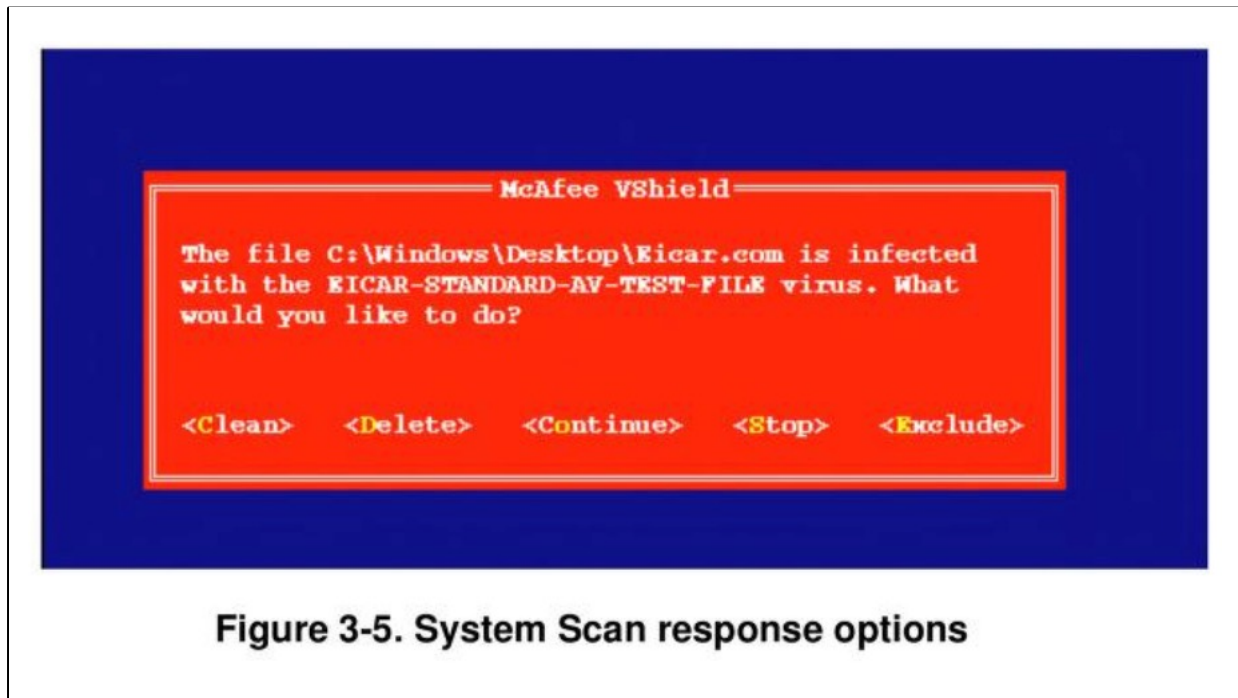 McAfee VShield
The file C:\Windows\Desktop\Eicar.com is infected
with the EICAR-STANDARD-AV-TEST-FILE virus. What
would you like to do?
<Clean> <Delete> <Continue> <Stop> <Exclude>
Figure 3-5. System Scan response options